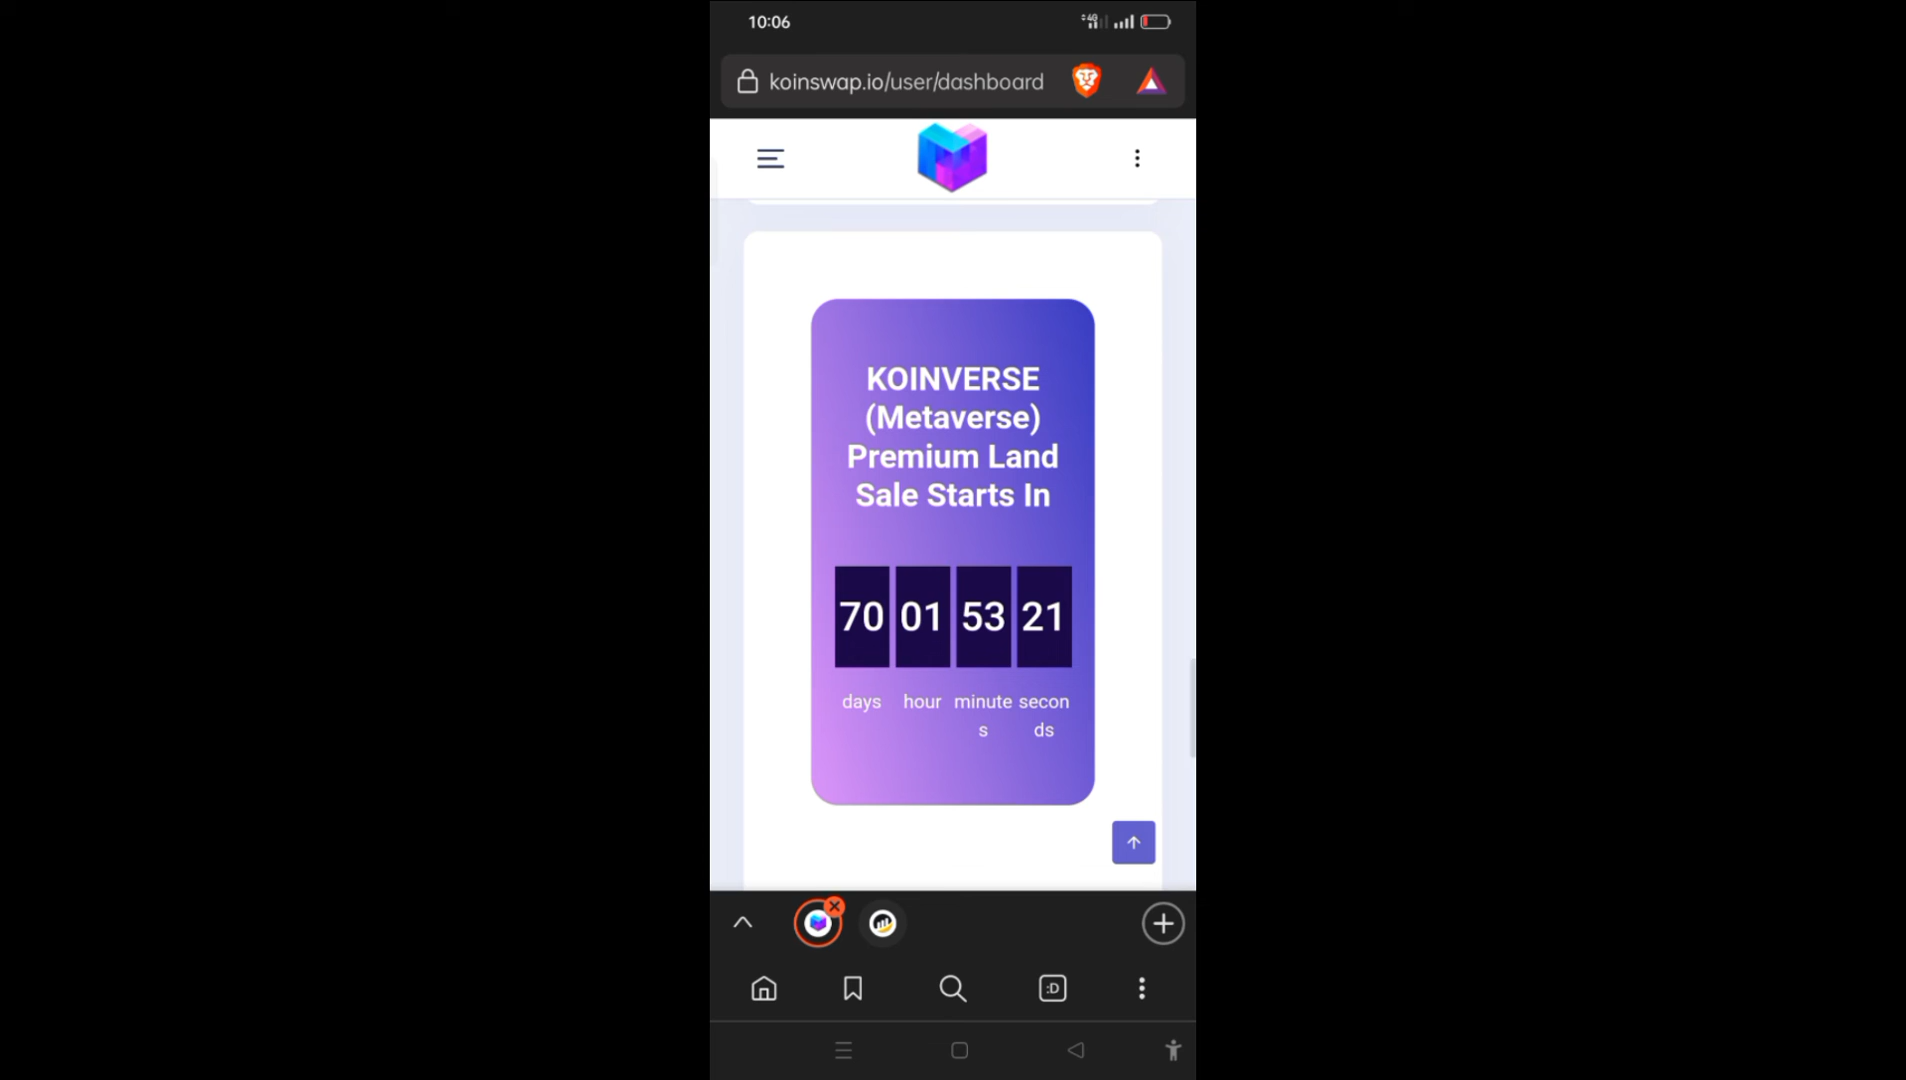 10:06
4G
koinswap.io/user/dashboard
KOINVERSE
(Metaverse)
Premium Land
Sale Starts In
70 01 53 21
days hour minute secon
s ds
:D